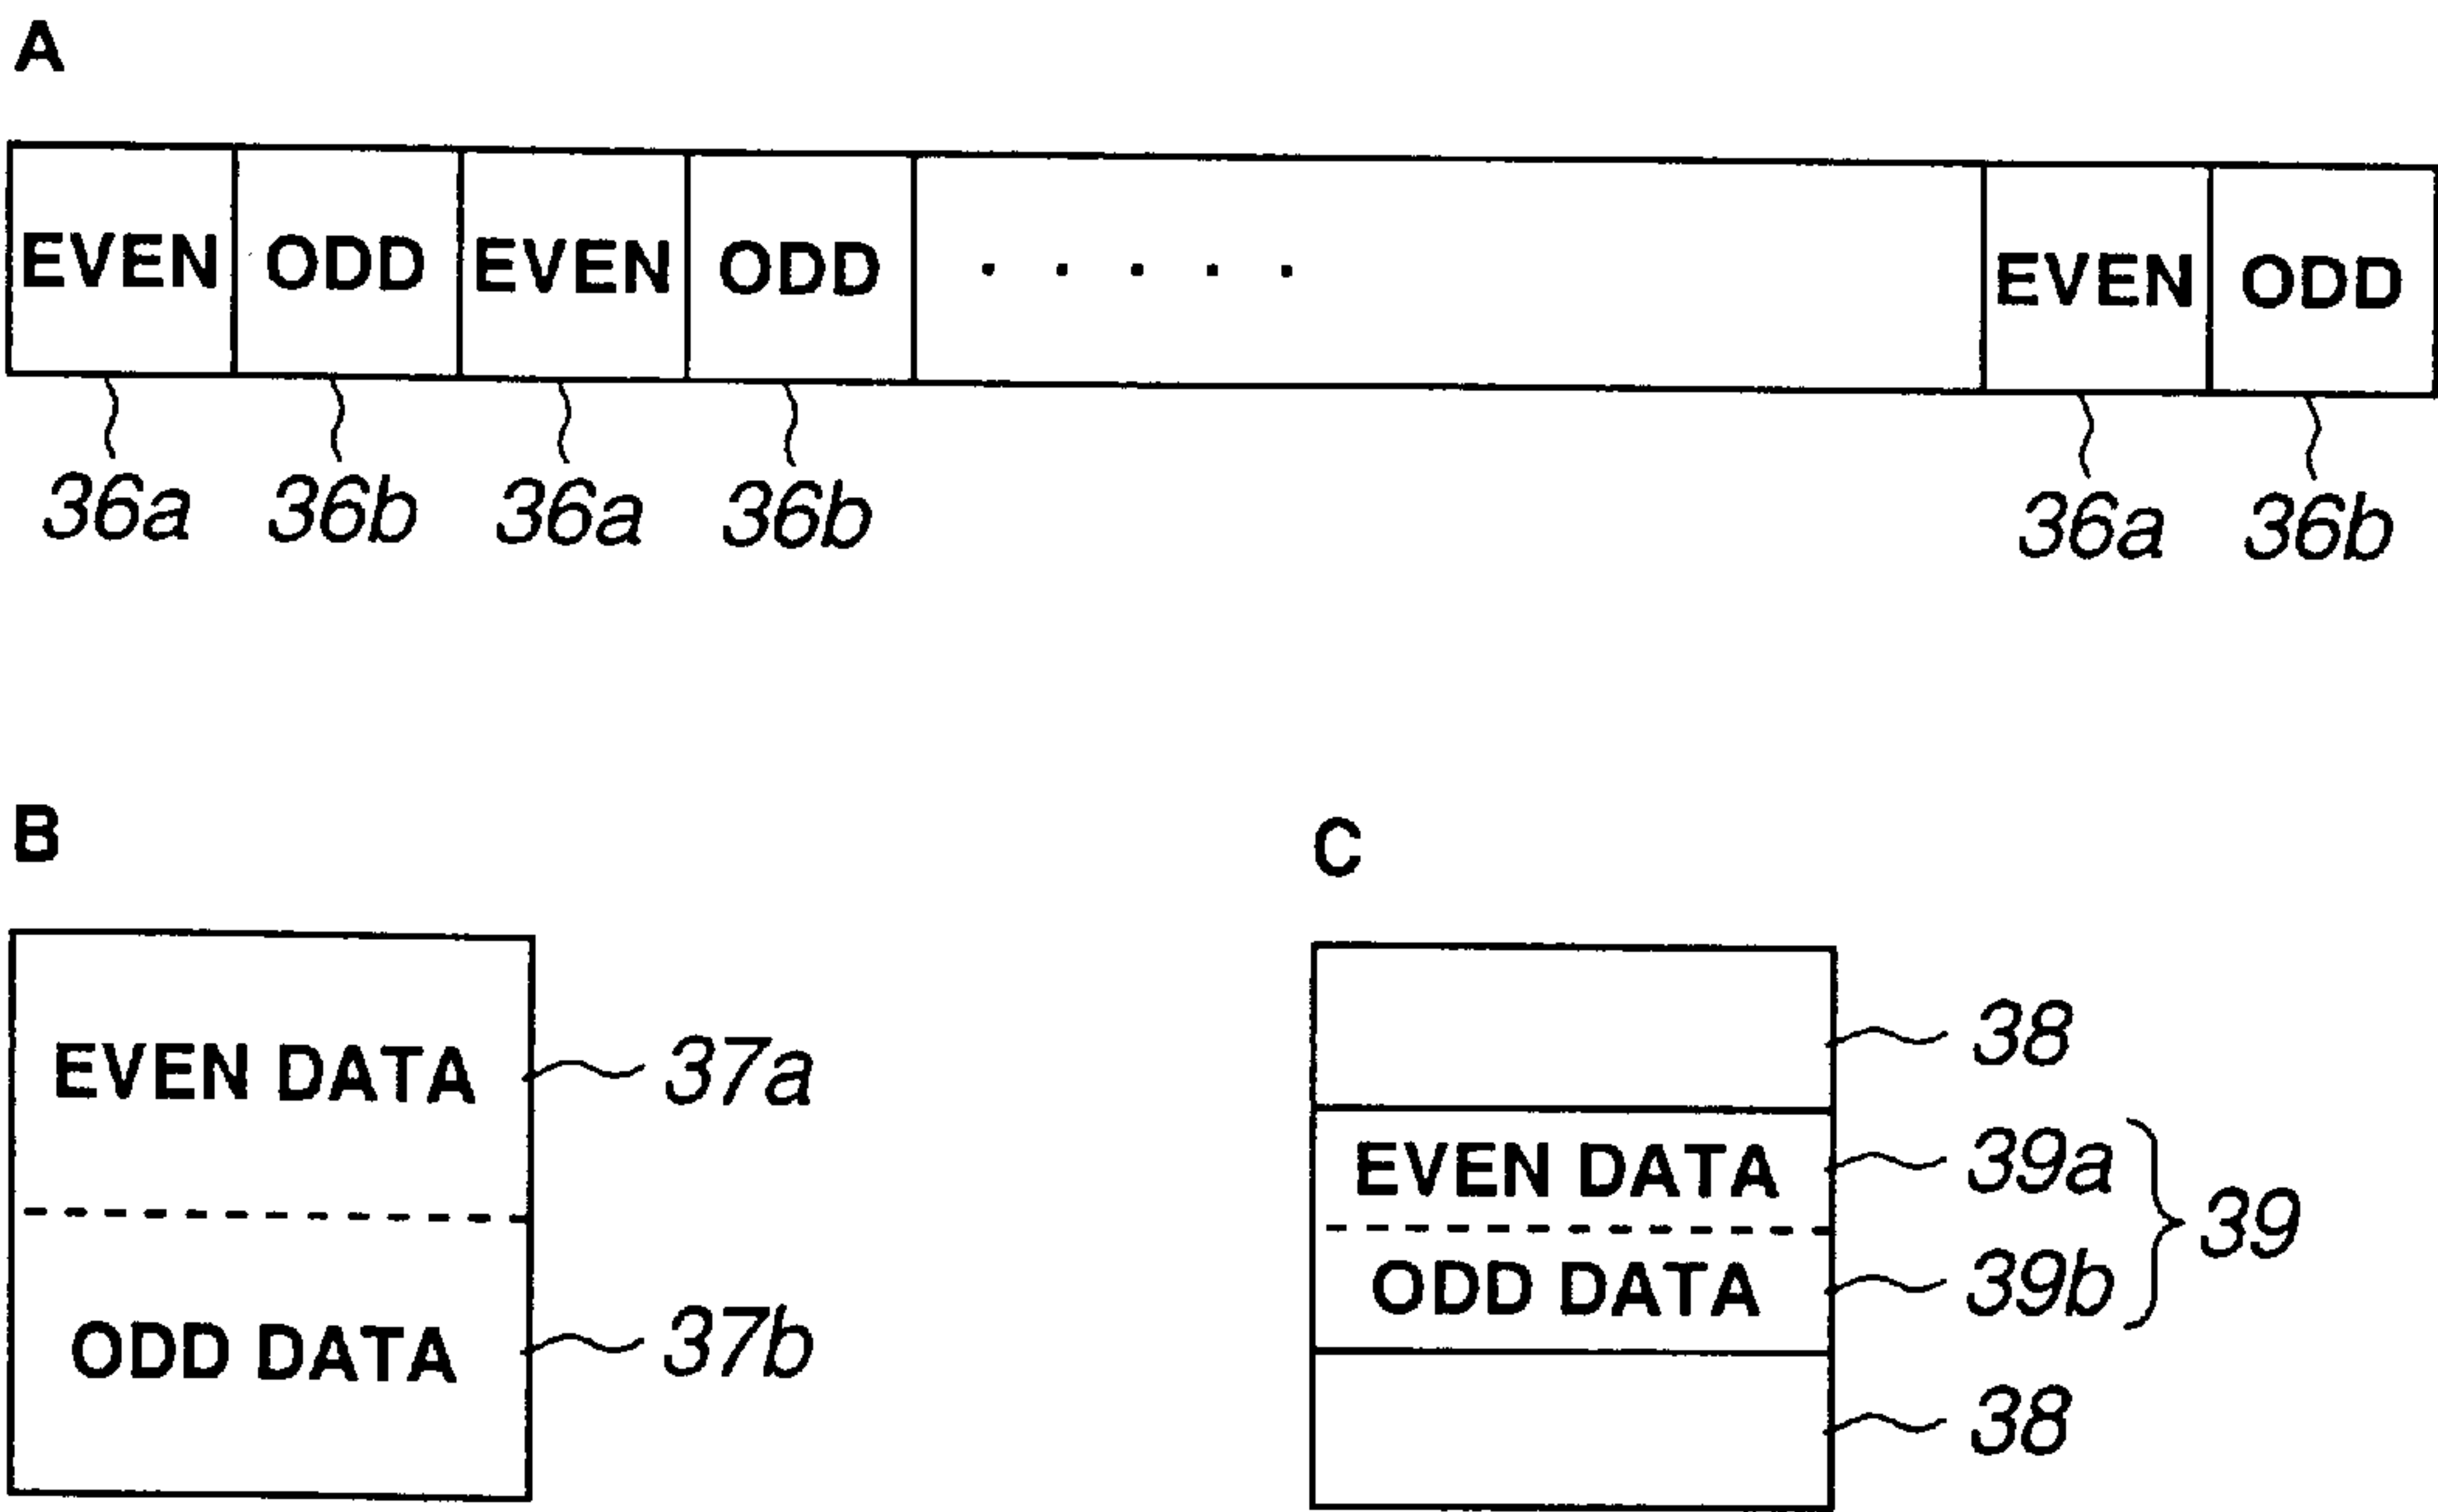 A
EVEN ODD EVEN ODD . . . . . EVEN ODD
36a 36b 36a 36b 36a 36b
B
EVEN DATA 37a
ODD DATA 37b
C
38
EVEN DATA 39a
39
ODD DATA 39b
38